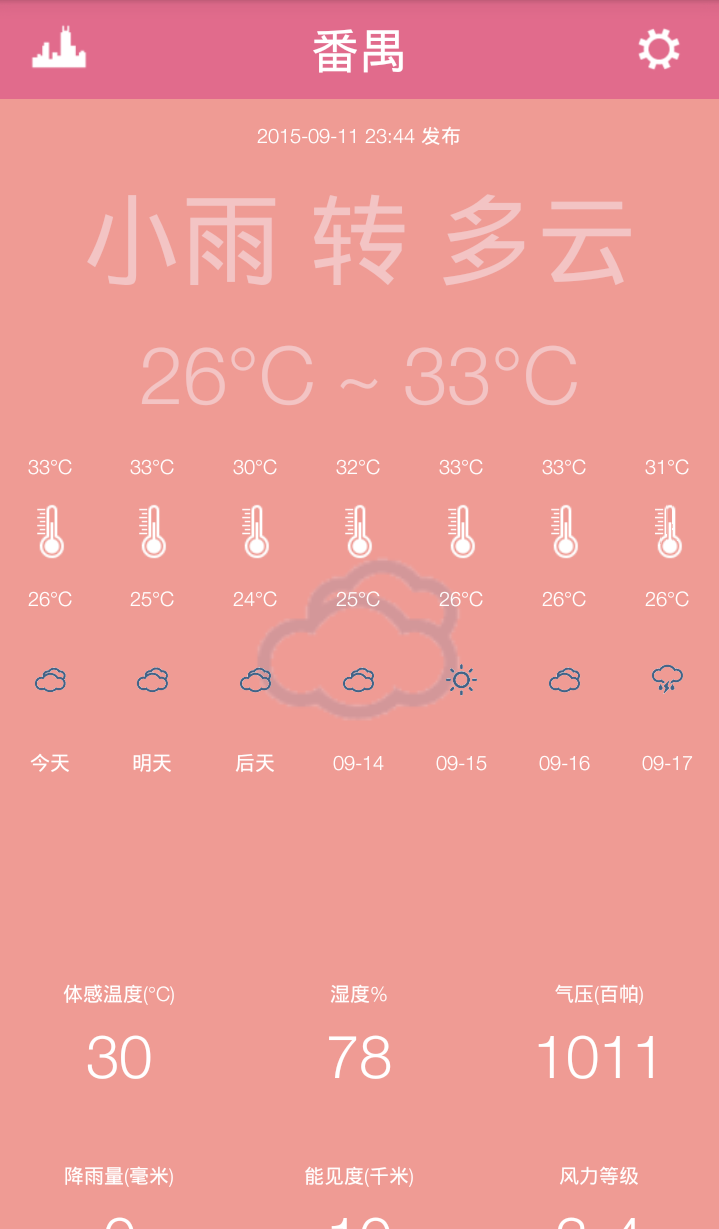 番禺
2015-09-11 23:44 发布
小雨 转 多云
26°C ~ 33°C
33°C 33°C 30°C 32°C 33°C 33°C 31°C
26°C 25°C 24°C 25°C 26°C 26°C 26°C
今天 明天 后天 09-14 09-15 09-16 09-17
体感温度(°C) 湿度% 气压(百帕)
30 78 1011
降雨量(毫米) 能见度(千米) 风力等级